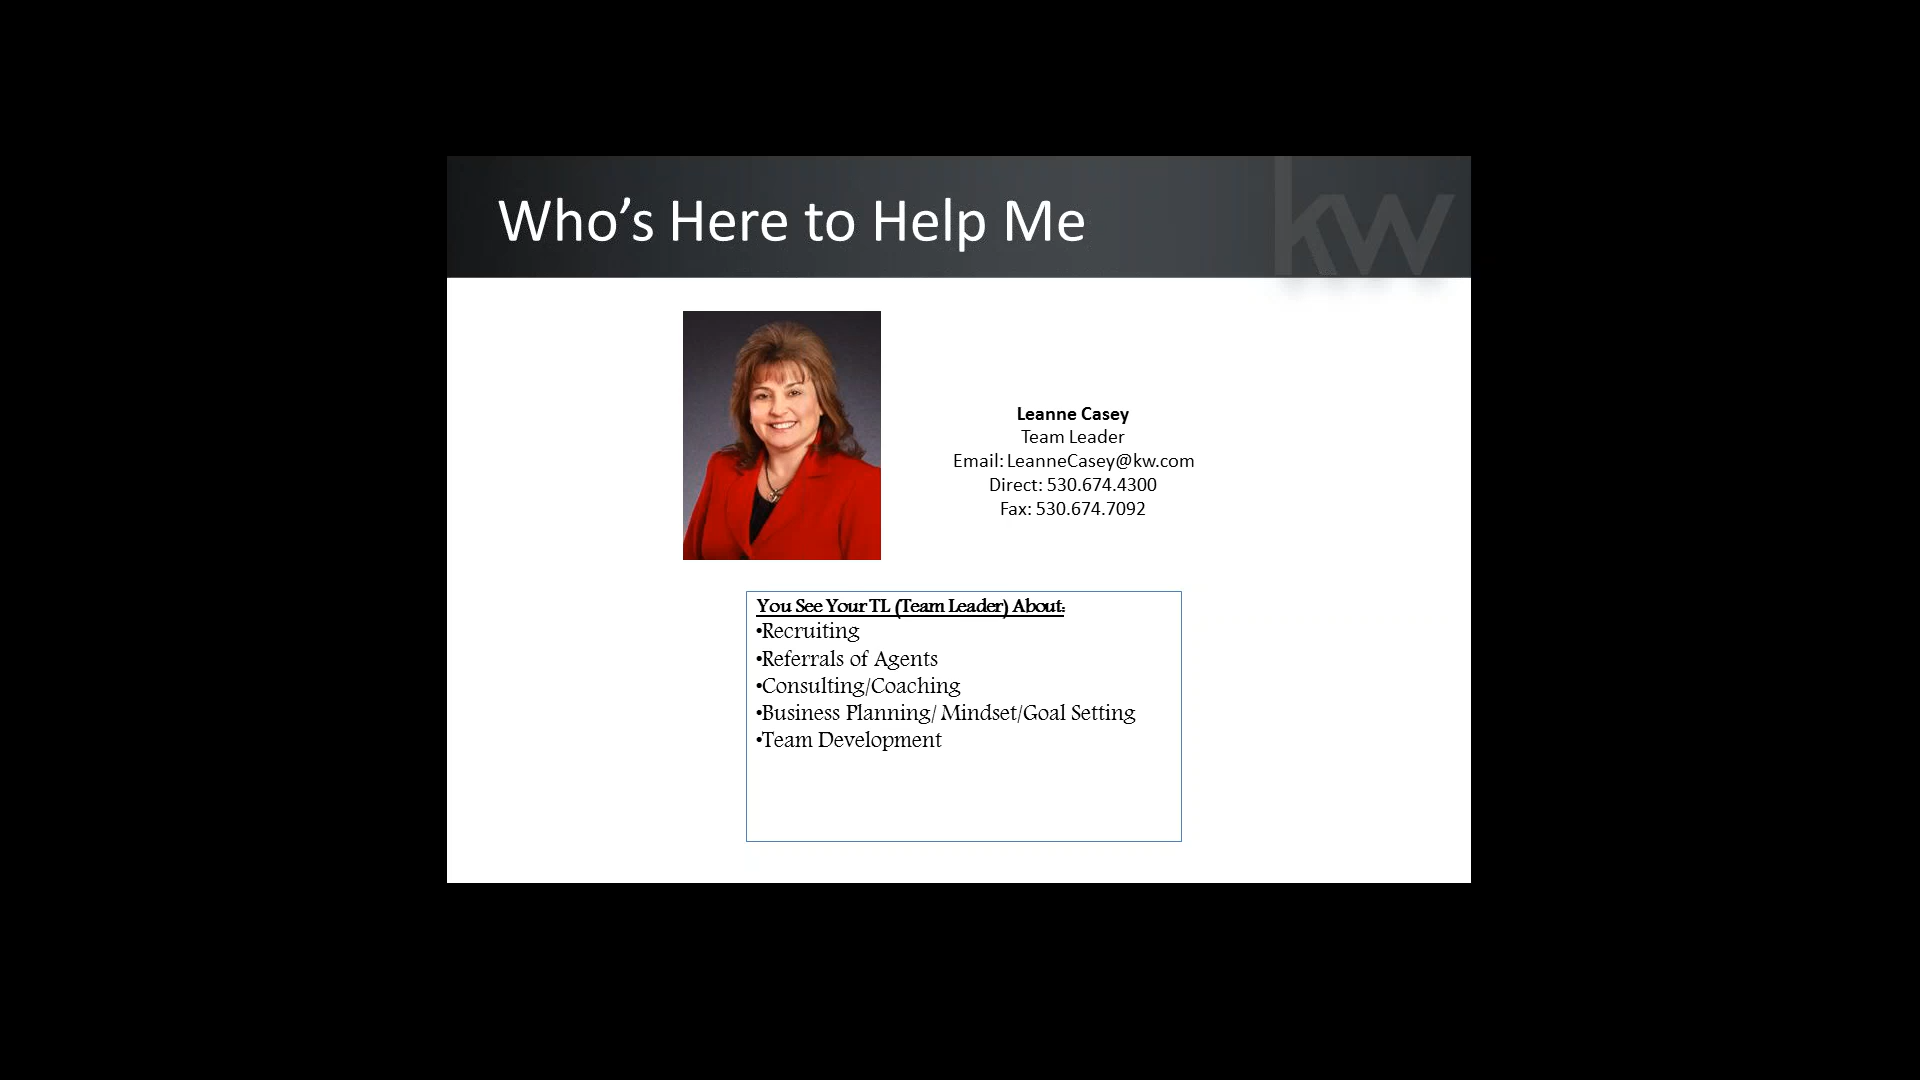 Who’s Here to Help Me
kw
Leanne Casey
Team Leader
Email: LeanneCasey@kw.com
Direct: 530.674.4300
Fax: 530.674.7092
You See Your TL (Team Leader) About:
•Recruiting
•Referrals of Agents
•Consulting/Coaching
•Business Planning/ Mindset/Goal Setting
•Team Development